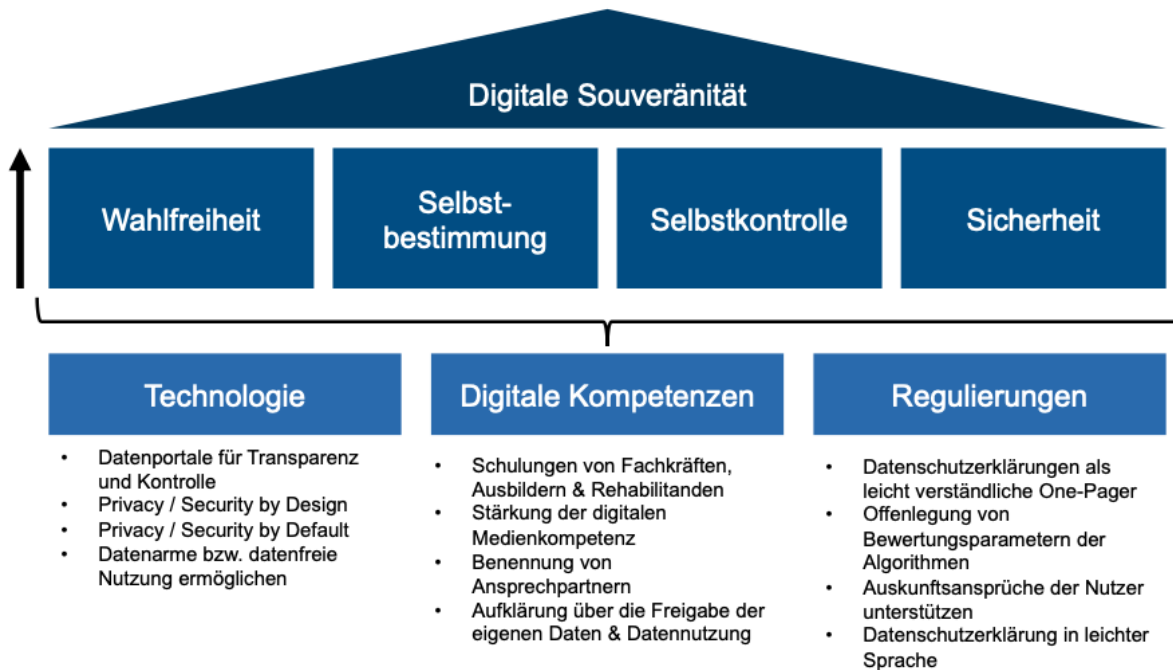 Digitale Souveränität
Wahlfreiheit
Selbst-
bestimmung
Selbstkontrolle
Sicherheit
Technologie
• Datenportale für Transparenz
und Kontrolle
• Privacy / Security by Design
• Privacy / Security by Default
• Datenarme bzw. datenfreie
Nutzung ermöglichen
Digitale Kompetenzen
• Schulungen von Fachkräften,
Ausbildern & Rehabilitanden
• Stärkung der digitalen
Medienkompetenz
• Benennung von
Ansprechpartnern
• Aufklärung über die Freigabe der
eigenen Daten & Datennutzung
Regulierungen
• Datenschutzerklärungen als
leicht verständliche One-Pager
• Offenlegung von
Bewertungsparametern der
Algorithmen
• Auskunftsansprüche der Nutzer
unterstützen
• Datenschutzerklärung in leichter
Sprache